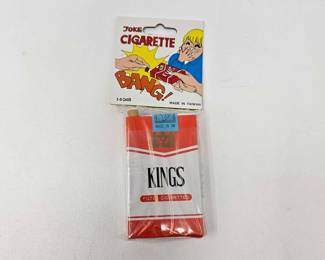 JOKE
CIGARETTE
BANG!
MADE IN TAIWAN
KINGS
FILTER CIGARETTES